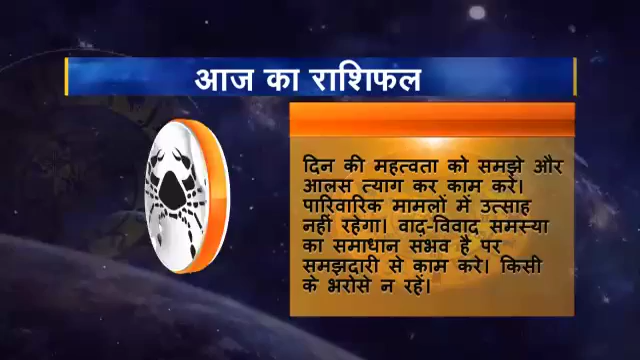 आज का राशिफल
दिन की महत्वता को समझे और
आलस त्याग कर काम करें।
पारिवारिक मामलों में उत्साह
नहीं रहेगा। वाद-विवाद समस्या
का समाधान संभव है पर
समझदारी से काम करे। किसी
के भरोसे न रहें।